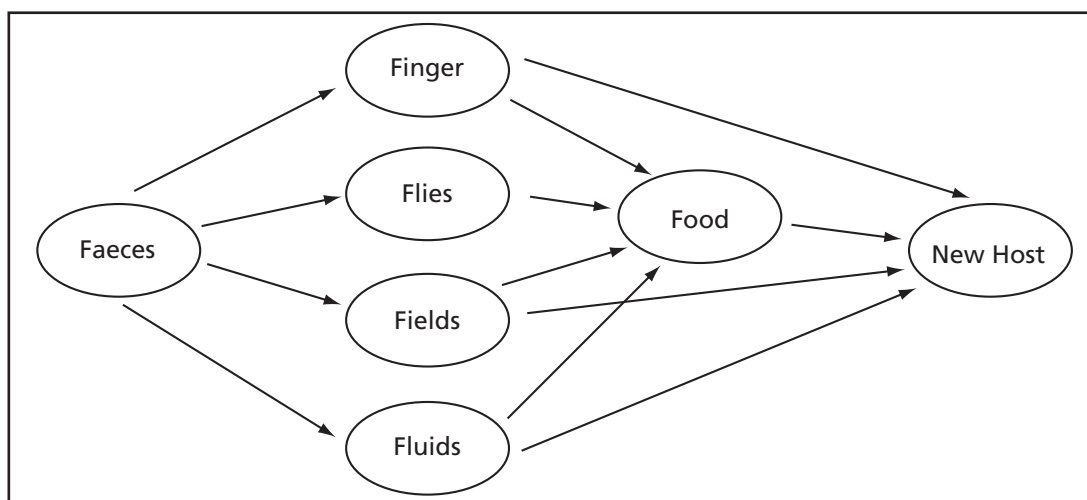 Finger
Flies
Food
Faeces
New Host
Fields
Fluids